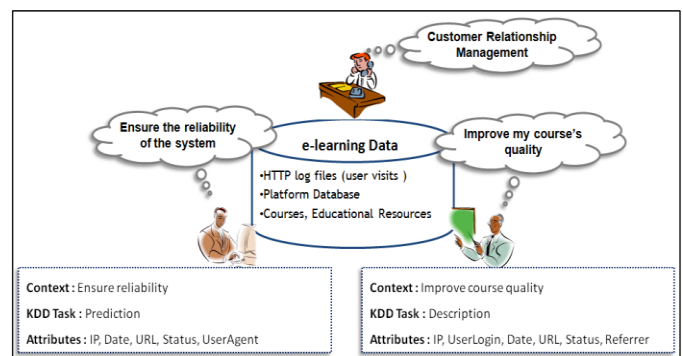 Customer Relationship
Management
Ensure the reliability
of the system
Improve my course's
quality
e-learning Data
•HTTP log files (user visits )
•Platform Database
•Courses, Educational Resources
Context : Ensure reliability
KDD Task : Prediction
Attributes : IP, Date, URL, Status, UserAgent
Context : Improve course quality
KDD Task : Description
Attributes : IP, UserLogin, Date, URL, Status, Referrer